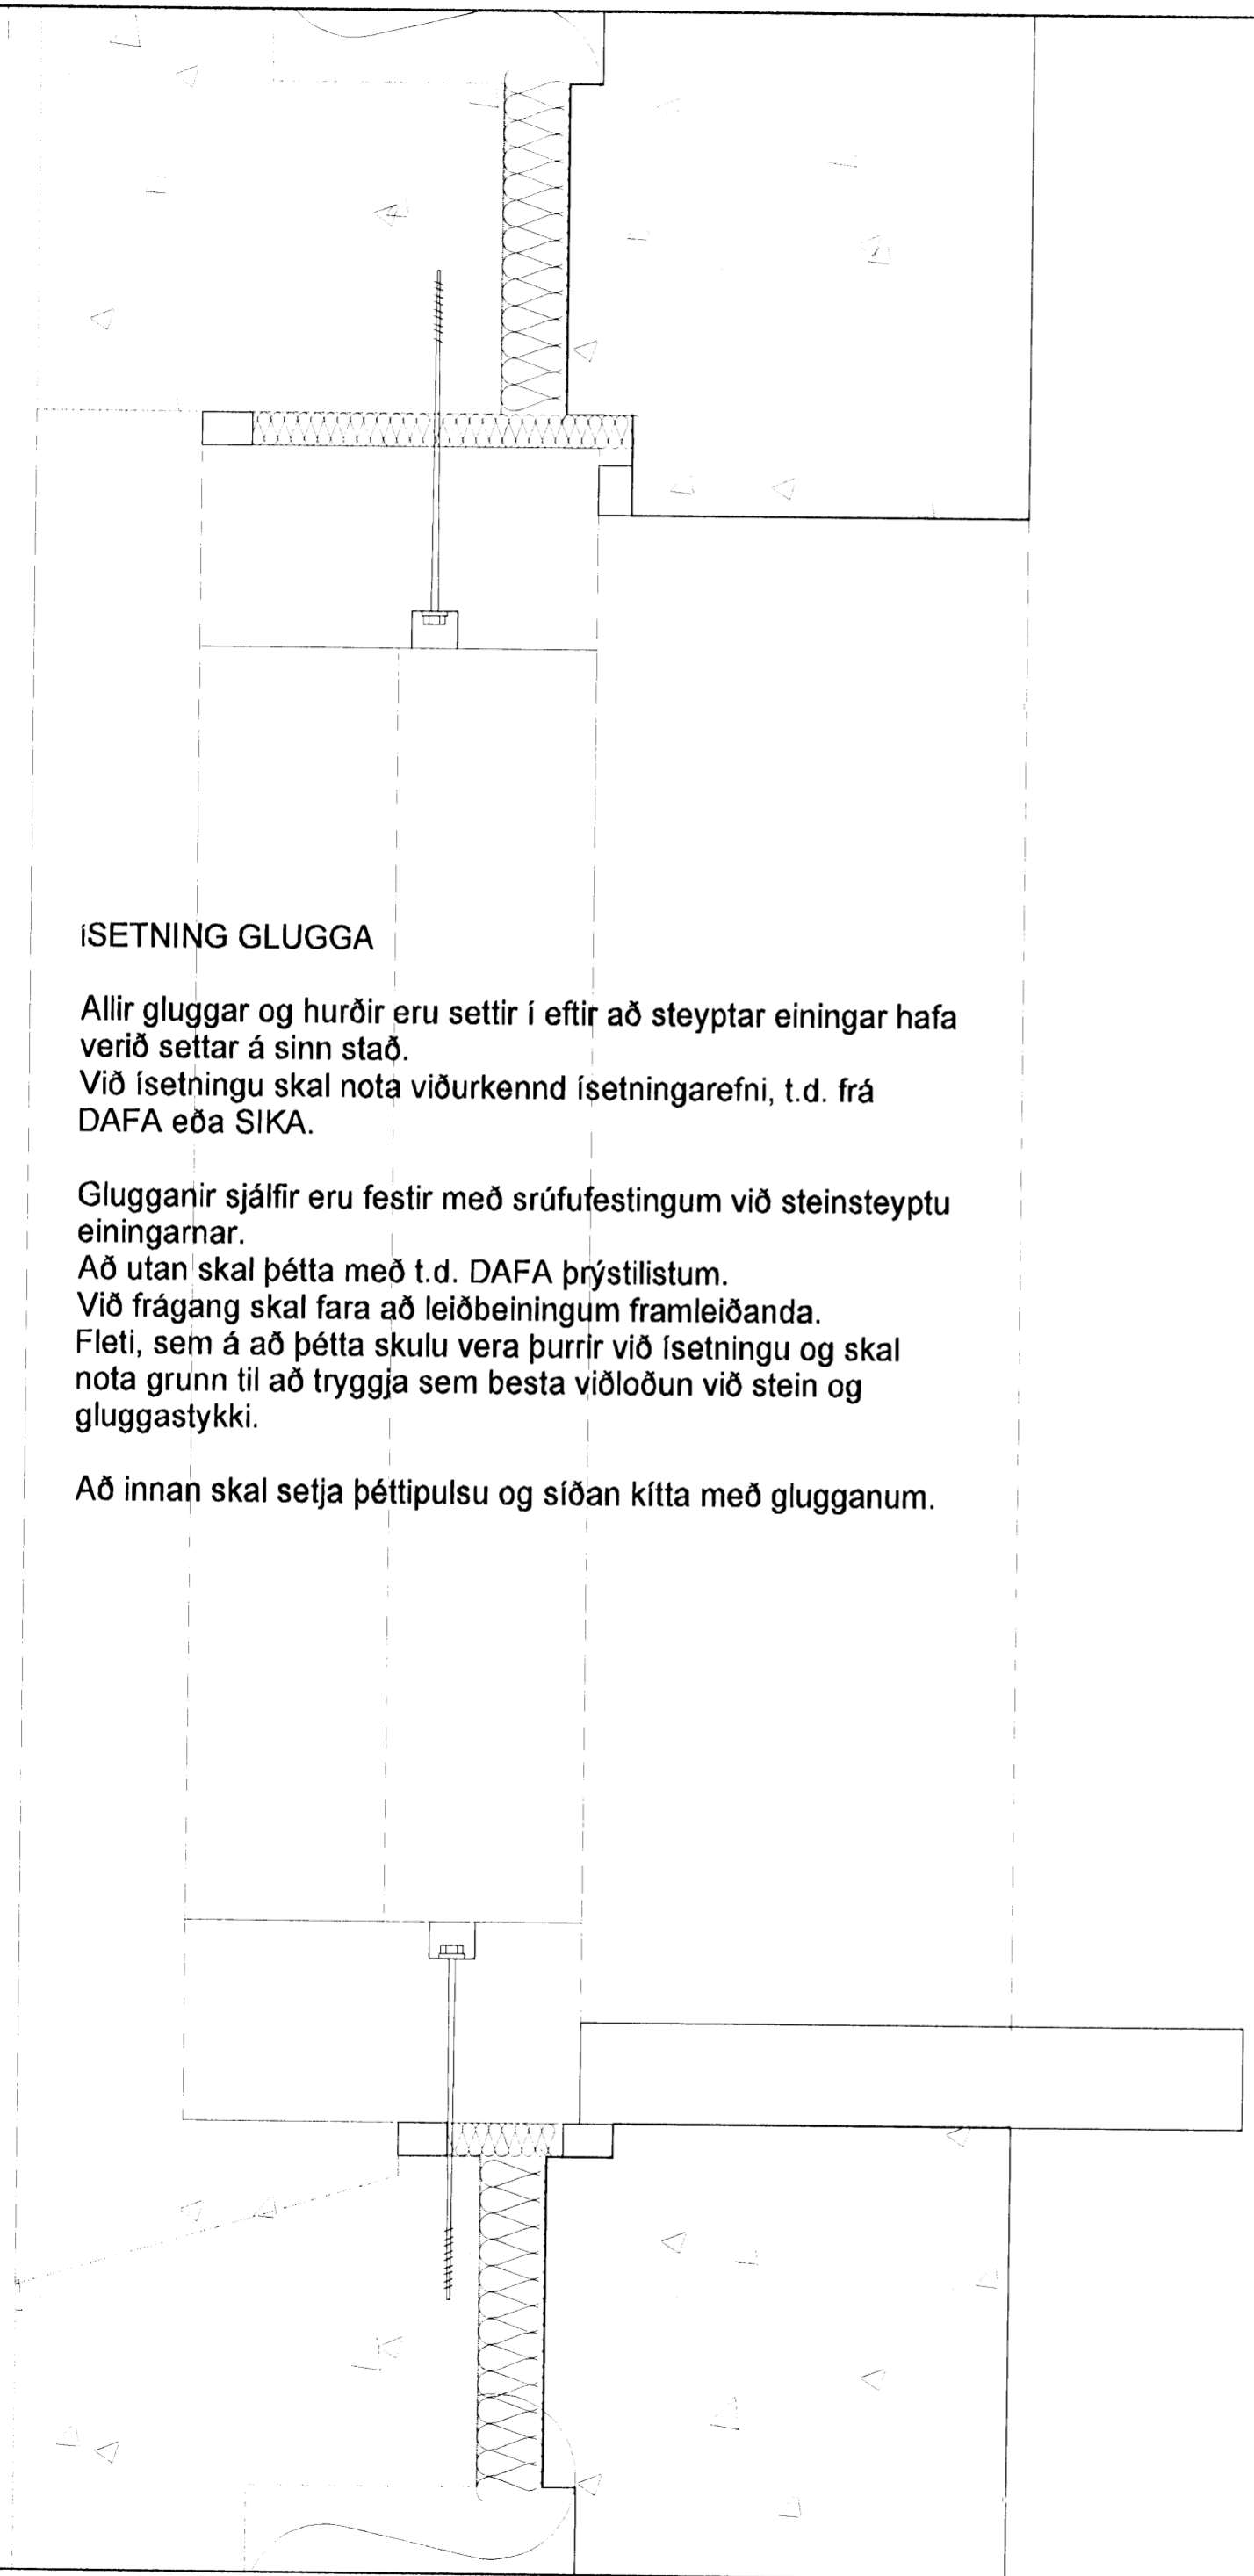 íSETNING GLUGGA
Allir gluggar og hurðir eru settir í eftir að steyptar einingar hafa
verið settar á sinn stað.
Við ísetningu skal nota viðurkennd ísetningarefni, t.d. frá
DAFA eða SIKA.
Glugganir sjálfir eru festir með srúfufestingum við steinsteyptu
einingarnar.
Að utan skal þétta með t.d. DAFA þrýstilistum.
Við frágang skal fara að leiðbeiningum framleiðanda.
Fleti, sem á að þétta skulu vera þurrir við ísetningu og skal
nota grunn til að tryggja sem besta viðloðun við stein og
gluggastykki.
Að innan skal setja þéttipulsu og síðan kítta með glugganum.